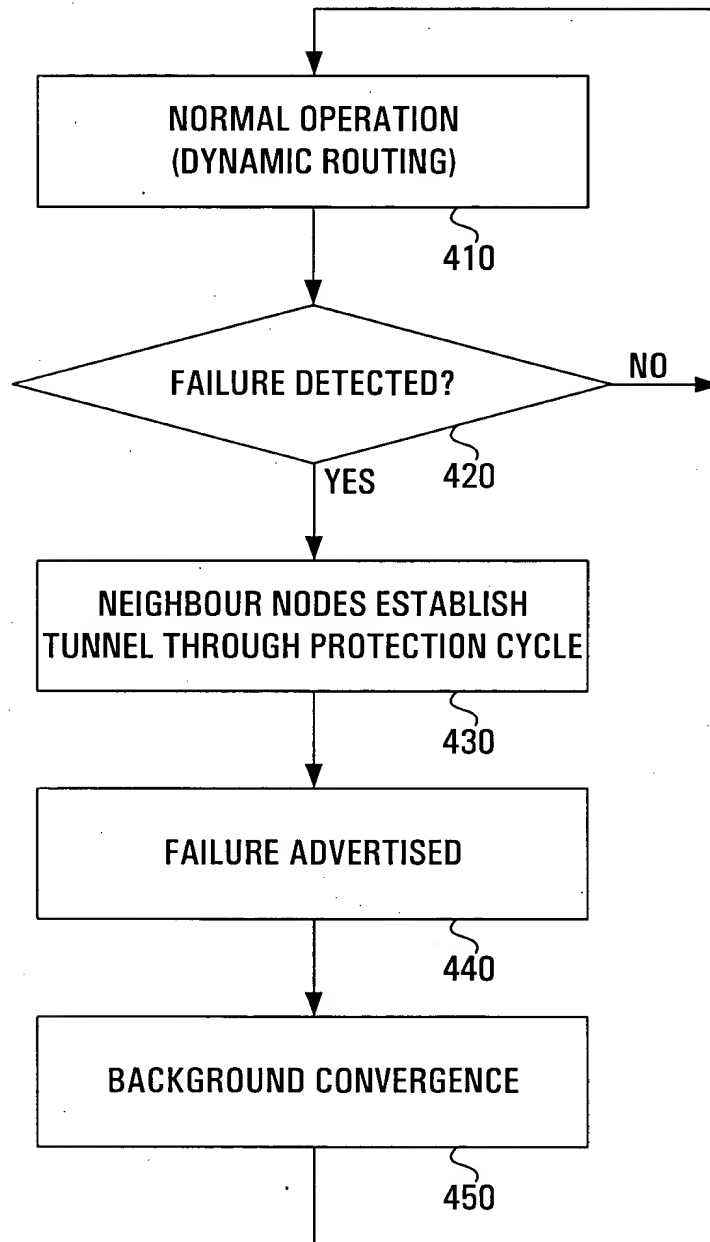 NORMAL OPERATION
(DYNAMIC ROUTING)
410
FAILURE DETECTED?
NO
420
YES
NEIGHBOUR NODES ESTABLISH
TUNNEL THROUGH PROTECTION CYCLE
430
FAILURE ADVERTISED
440
BACKGROUND CONVERGENCE
450